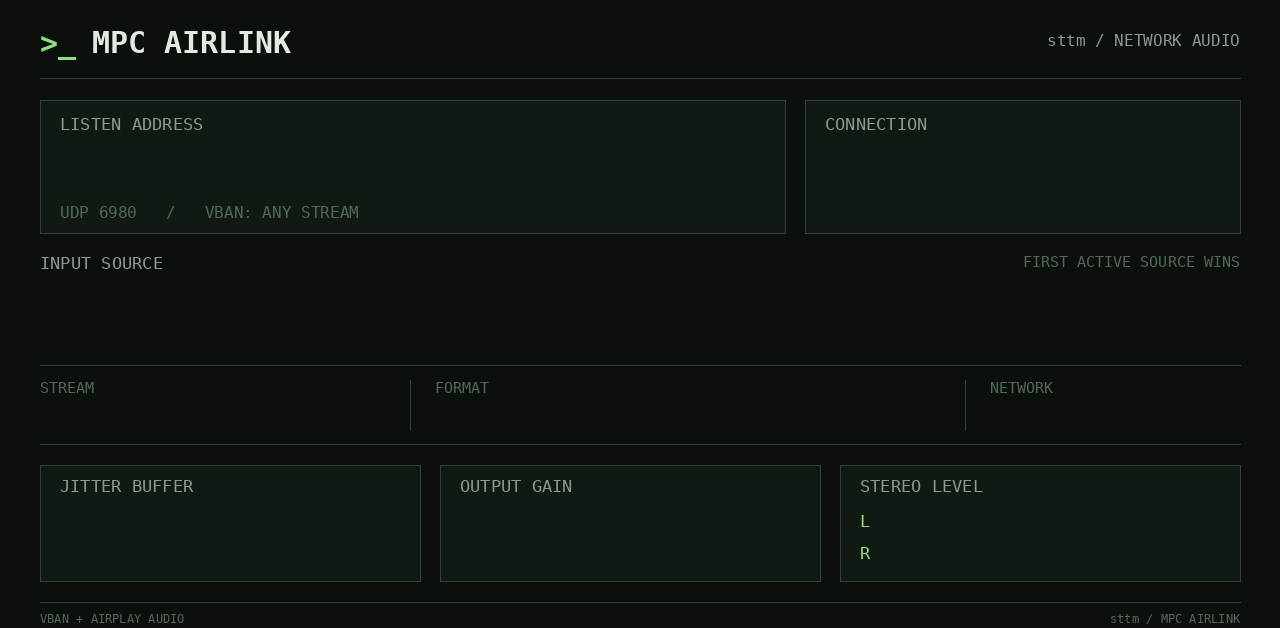 >_ MPC AIRLINK
sttm / NETWORK AUDIO
LISTEN ADDRESS
CONNECTION
UDP 6980 / VBAN: ANY STREAM
INPUT SOURCE
FIRST ACTIVE SOURCE WINS
STREAM
FORMAT
NETWORK
JITTER BUFFER
OUTPUT GAIN
STEREO LEVEL
L
R
VBAN + AIRPLAY AUDIO
sttm / MPC AIRLINK